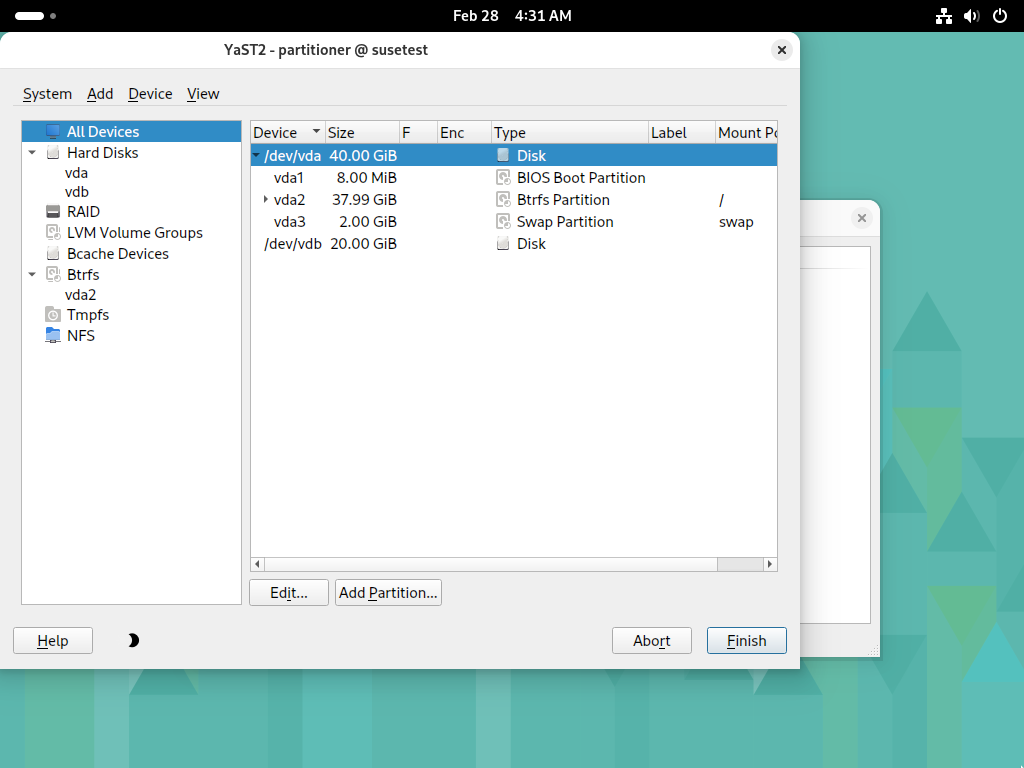 Feb 28 4:31 AM
YaST2 - partitioner @ susetest
System Add Device View
All Devices
Hard Disks
vda
vdb
RAID
LVM Volume Groups
Bcache Devices
Btrfs
vda2
Tmpfs
NFS
Device Size F Enc Type Label Mount Po
/dev/vda 40.00 GiB Disk
vda1 8.00 MiB BIOS Boot Partition
vda2 37.99 GiB Btrfs Partition /
vda3 2.00 GiB Swap Partition swap
/dev/vdb 20.00 GiB Disk
Edit... Add Partition...
Help Abort Finish